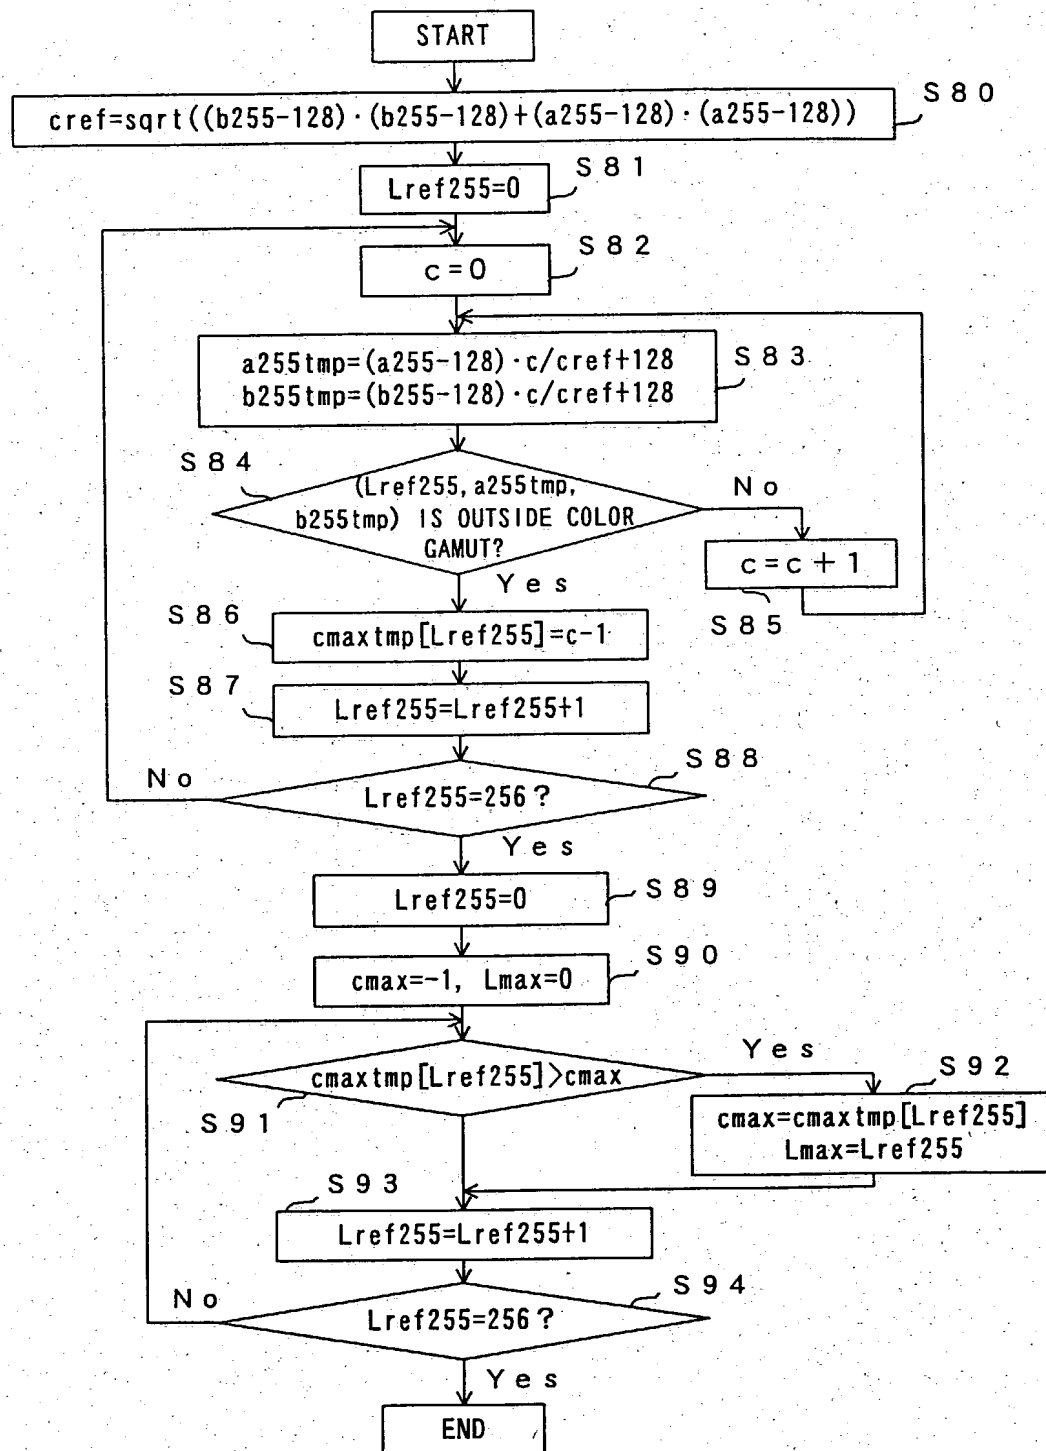 START
cref=sqrt((b255-128)·(b255-128)+(a255-128)·(a255-128))
S80
Lref255=0
S81
c=0
S82
a255tmp=(a255-128)·c/cref+128
b255tmp=(b255-128)·c/cref+128
S83
S84
(Lref255, a255tmp,
b255tmp) IS OUTSIDE COLOR
GAMUT?
No
c=c+1
S85
Yes
S86
cmaxtmp[Lref255]=c-1
S87
Lref255=Lref255+1
S88
Lref255=256?
No
Yes
Lref255=0
S89
cmax=-1, Lmax=0
S90
cmaxtmp[Lref255]>cmax
S91
Yes
S92
cmax=cmaxtmp[Lref255]
Lmax=Lref255
S93
Lref255=Lref255+1
S94
Lref255=256?
No
Yes
END